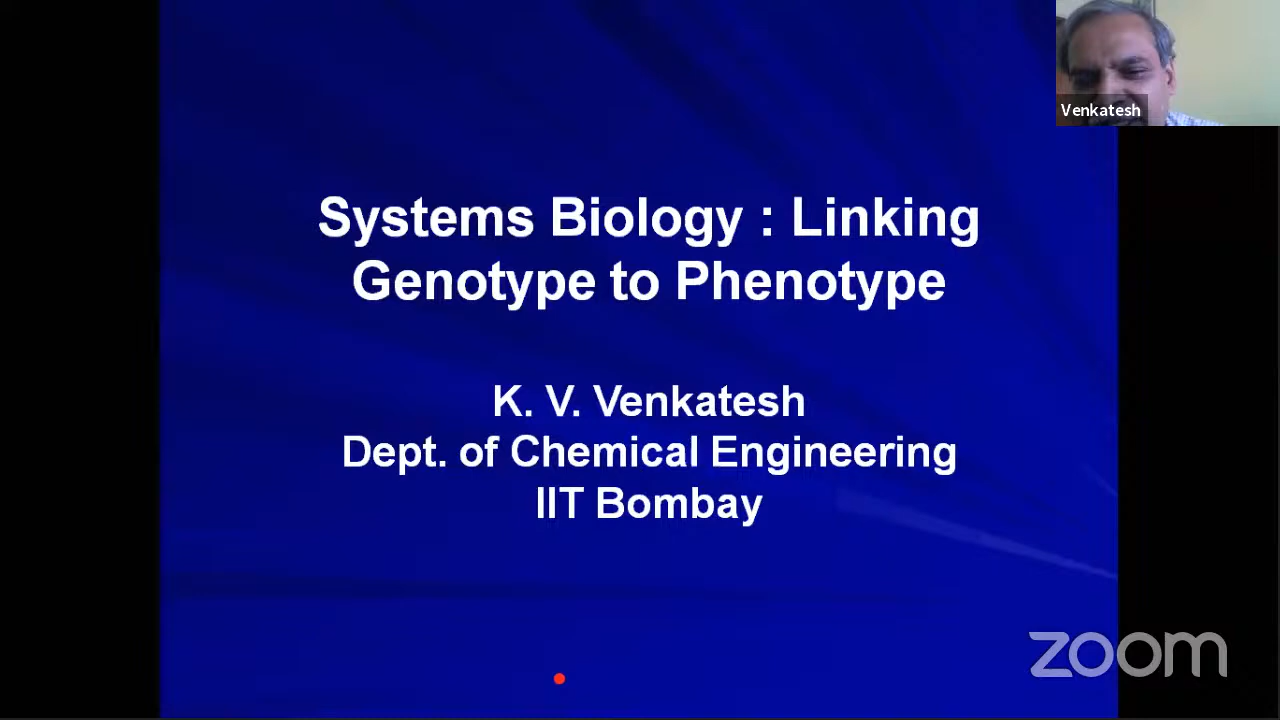 Venkatesh
Systems Biology : Linking
Genotype to Phenotype
K. V. Venkatesh
Dept. of Chemical Engineering
IIT Bombay
zoom